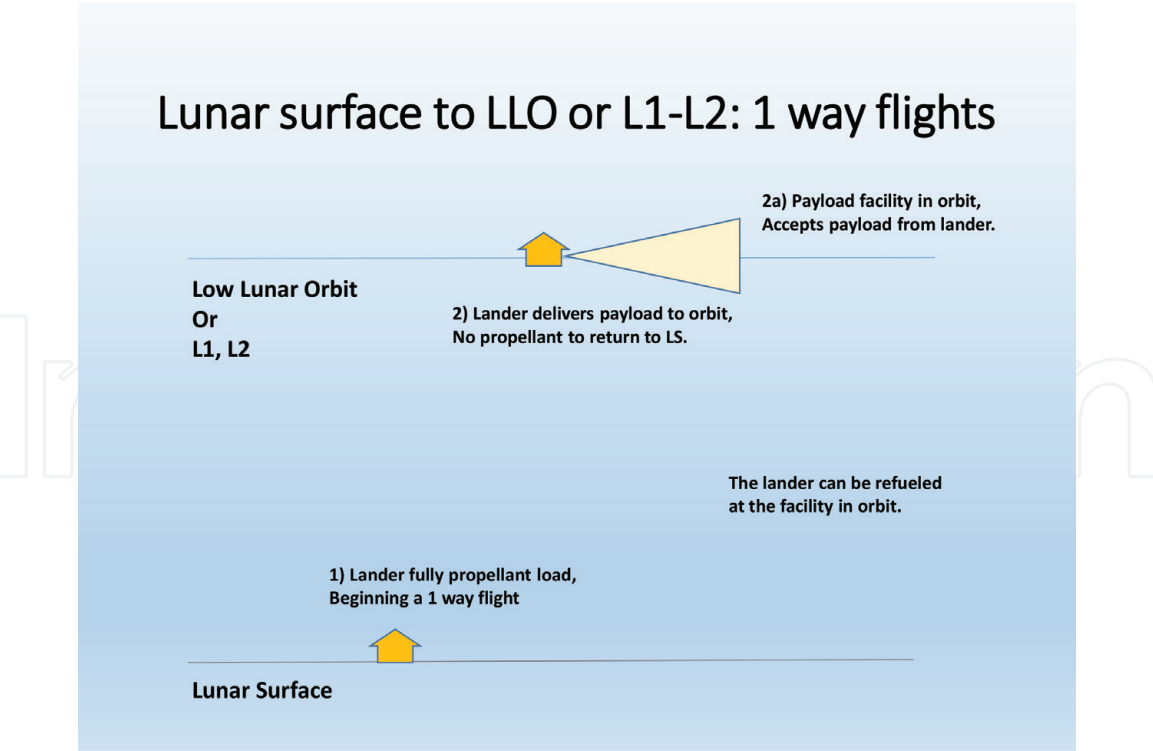 Lunar surface to LLO or L1-L2: 1 way flights
2a) Payload facility in orbit,
Accepts payload from lander.
Low Lunar Orbit
Or
L1, L2
2) Lander delivers payload to orbit,
No propellant to return to LS.
The lander can be refueled
at the facility in orbit.
1) Lander fully propellant load,
Beginning a 1 way flight
Lunar Surface